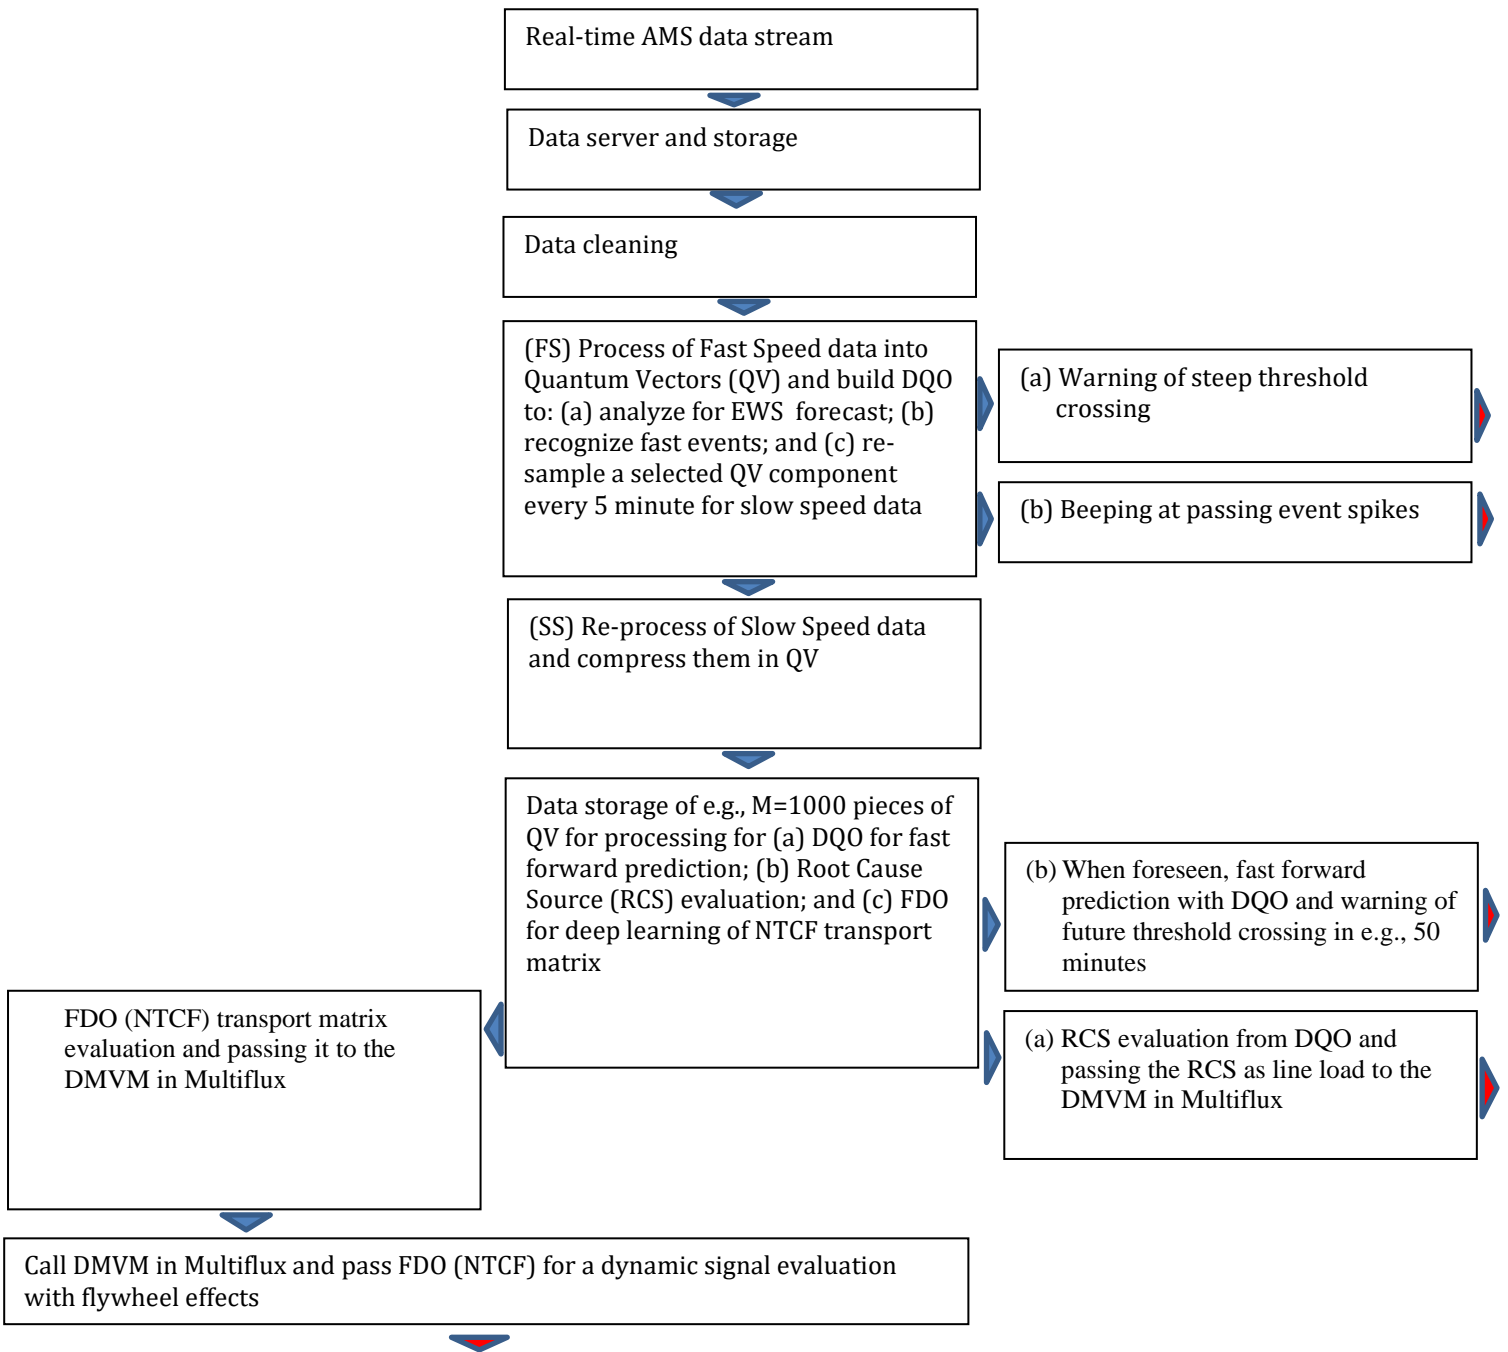 Real-time AMS data stream
Data server and storage
Data cleaning
(FS) Process of Fast Speed data into
Quantum Vectors (QV) and build DQO
to: (a) analyze for EWS forecast; (b)
recognize fast events; and (c) re-
sample a selected QV component
every 5 minute for slow speed data
(a) Warning of steep threshold
crossing
(b) Beeping at passing event spikes
(SS) Re-process of Slow Speed data
and compress them in QV
Data storage of e.g., M=1000 pieces of
QV for processing for (a) DQO for fast
forward prediction; (b) Root Cause
Source (RCS) evaluation; and (c) FDO
for deep learning of NTCF transport
matrix
(b) When foreseen, fast forward
prediction with DQO and warning of
future threshold crossing in e.g., 50
minutes
FDO (NTCF) transport matrix
evaluation and passing it to the
DMVM in Multiflux
(a) RCS evaluation from DQO and
passing the RCS as line load to the
DMVM in Multiflux
Call DMVM in Multiflux and pass FDO (NTCF) for a dynamic signal evaluation
with flywheel effects